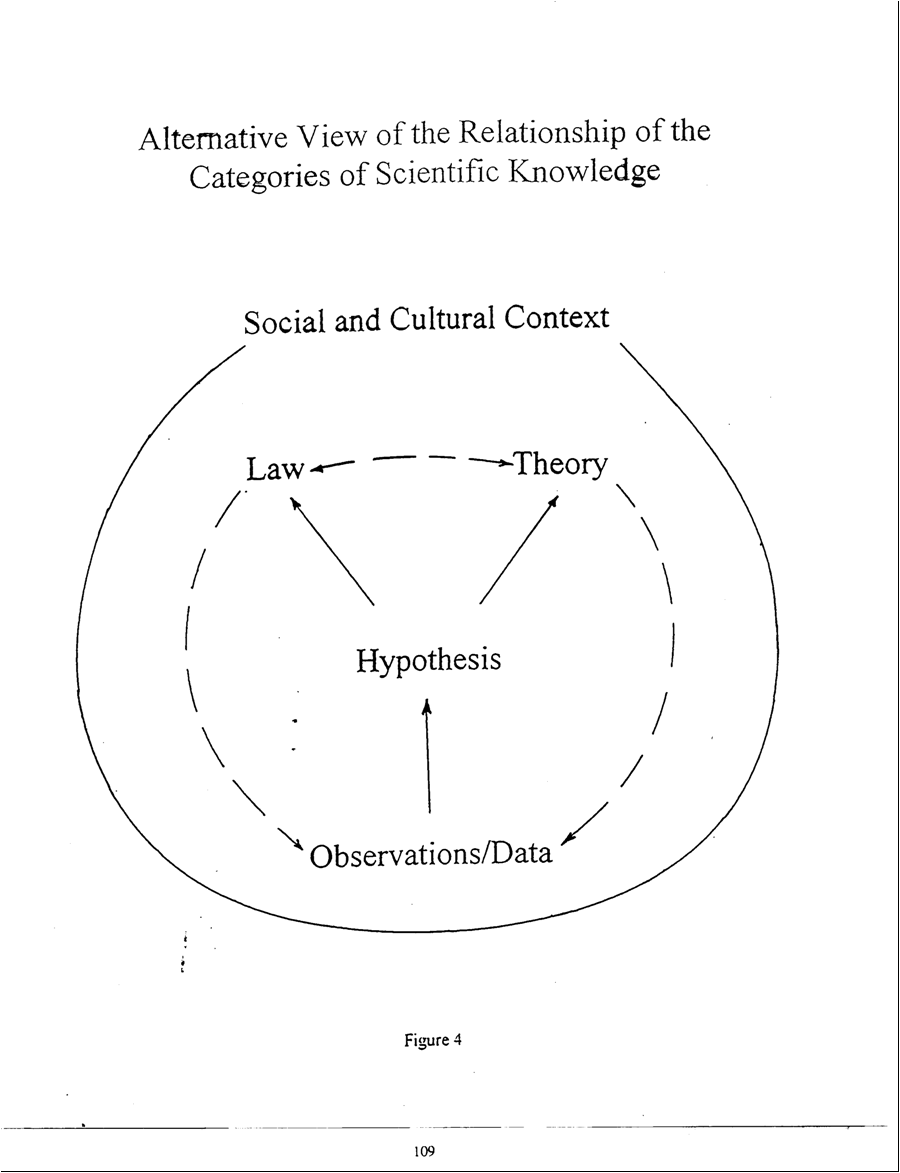 Alternative View of the Relationship of the
Categories of Scientific Knowledge
Social and Cultural Context
Law
Theory
Hypothesis
Observations/Data
Figure 4
109